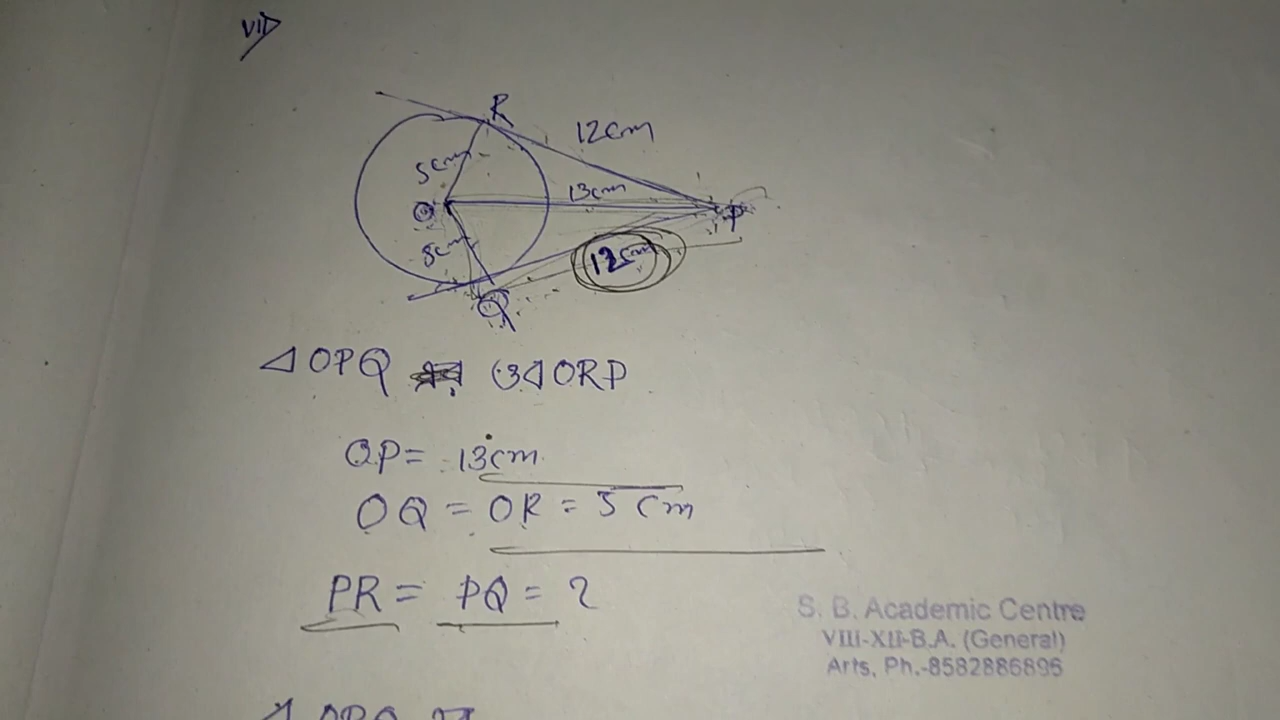 VII>
R
12cm
5cm
13cm
O
P
5cm
12cm
Q
⊿OPQ ⊿ORP
OP= 13cm.
OQ = OR = 5 cm
PR = PQ = ?
S. B. Academic Centre
VIII-XII-B.A. (General)
Arts, Ph.-8582886896